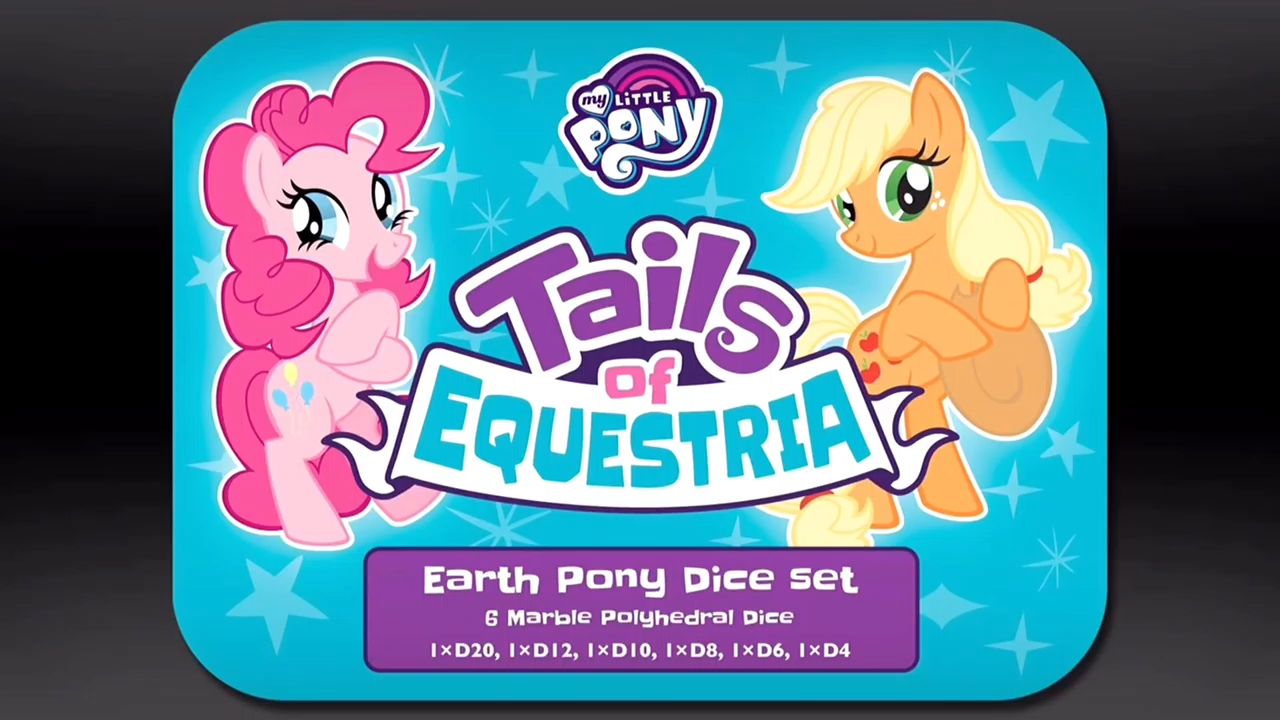 my LITTLE
PONY
Tails
of
EQUESTRIA
Earth Pony Dice set
6 Marble Polyhedral Dice
1×D20, 1×D12, 1×D10, 1×D8, 1×D6, 1×D4